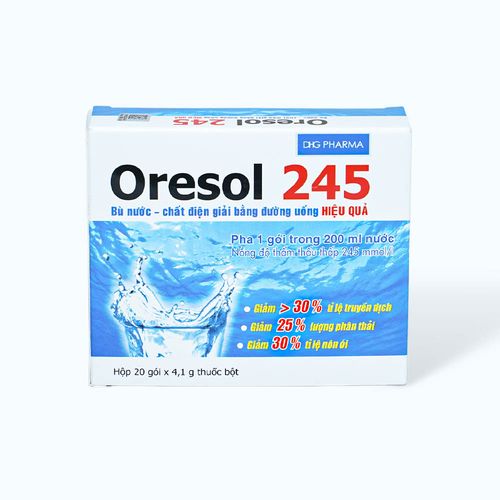 Oresol 245
DHG PHARMA
Oresol 245
Bù nước - chất điện giải bằng đường uống HIỆU QUẢ
Pha 1 gói trong 200 ml nước
Nồng độ thẩm thấu thấp 245 mmol/l
• Giảm > 30% tỉ lệ truyền dịch
• Giảm 25% lượng phân thải
• Giảm 30% tỉ lệ nôn ói
Hộp 20 gói x 4,1 g thuốc bột